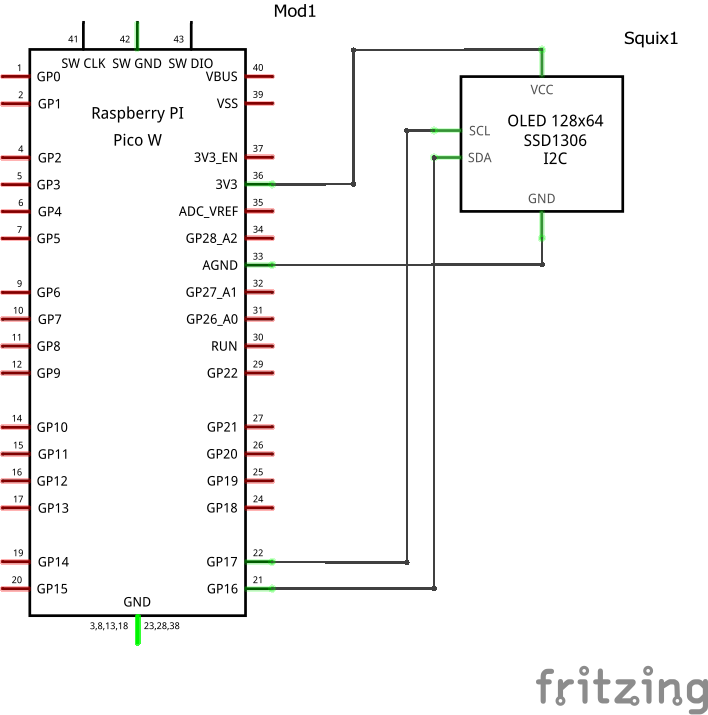 Mod1
41 42 43
SW CLK SW GND SW DIO
Raspberry PI
Pico W
1 GP0
2 GP1
4 GP2
5 GP3
6 GP4
7 GP5
9 GP6
10 GP7
11 GP8
12 GP9
14 GP10
15 GP11
16 GP12
17 GP13
19 GP14
20 GP15
VBUS 40
VSS 39
3V3_EN 37
3V3 36
ADC_VREF 35
GP28_A2 34
AGND 33
GP27_A1 32
GP26_A0 31
RUN 30
GP22 29
GP21 27
GP20 26
GP19 25
GP18 24
GP17 22
GP16 21
GND
3,8,13,18 23,28,38
Squix1
VCC
SCL
SDA
OLED 128x64
SSD1306
I2C
GND
fritzing